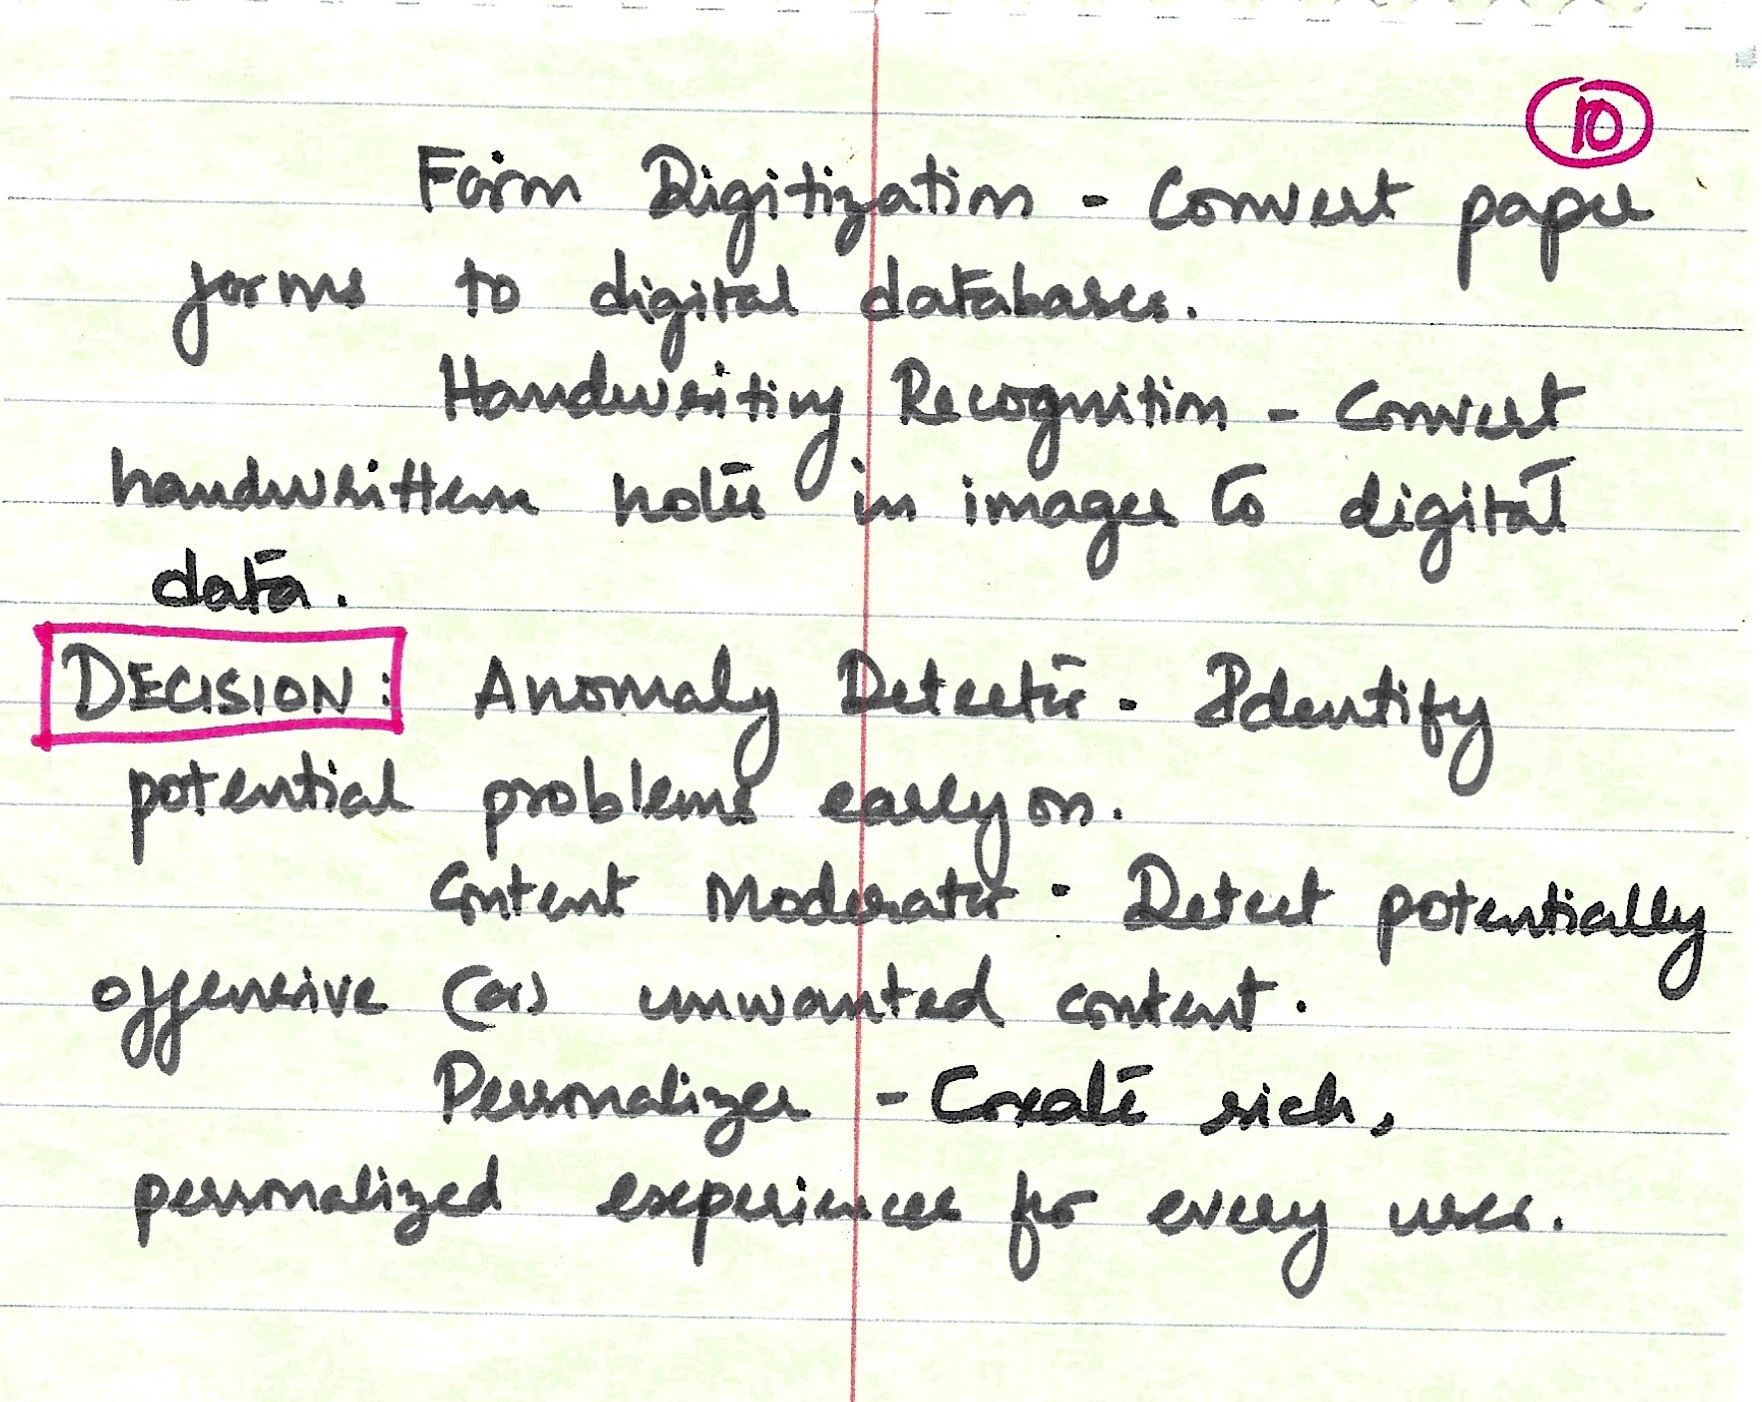 10
Form Digitization - Convert paper
forms to digital databases.
Handwriting Recognition - Convert
handwritten notes in images to digital
data.
DECISION: Anomaly Detector - Identify
potential problems early on.
Content Moderator - Detect potentially
offensive (or) unwanted content.
Personalizer - Create rich,
personalized experiences for every user.